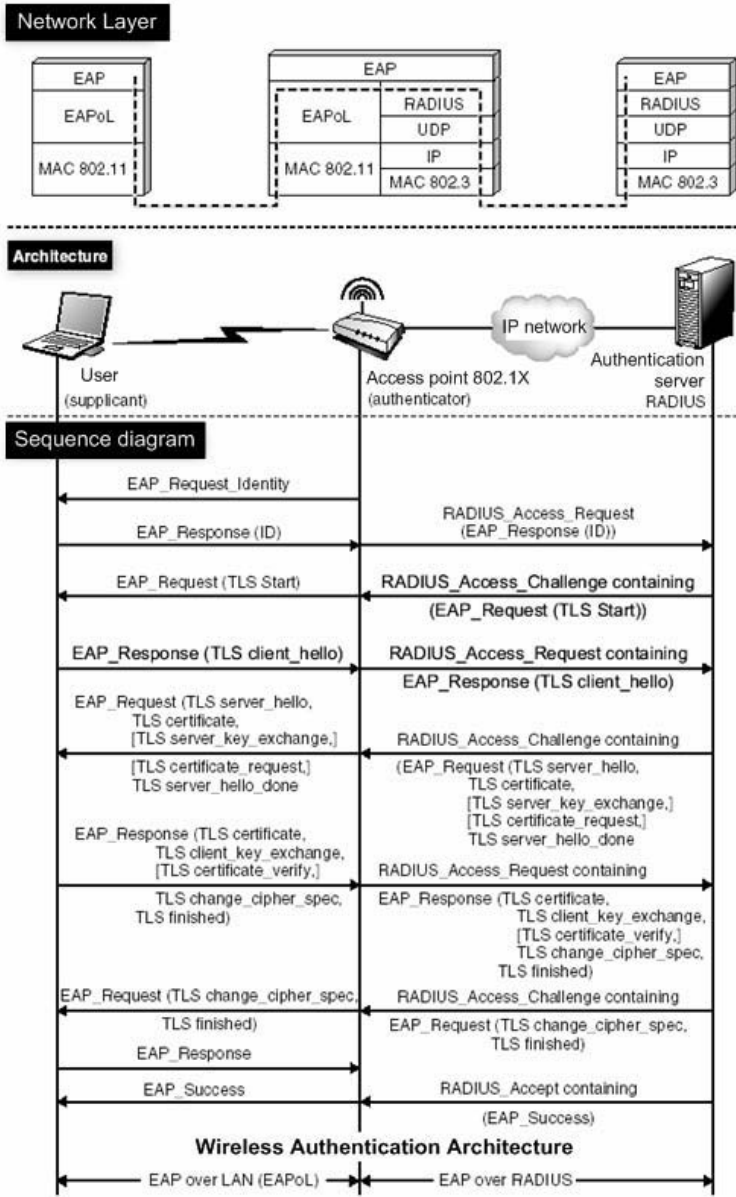 Network Layer
EAP
EAPoL
MAC 802.11
EAP
EAPoL
MAC 802.11
RADIUS
UDP
IP
MAC 802.3
EAP
RADIUS
UDP
IP
MAC 802.3
Architecture
User
(supplicant)
Access point 802.1X
(authenticator)
IP network
Authentication
server
RADIUS
Sequence diagram
EAP_Request_Identity
EAP_Response (ID)
RADIUS_Access_Request
(EAP_Response (ID))
EAP_Request (TLS Start)
RADIUS_Access_Challenge containing
(EAP_Request (TLS Start))
EAP_Response (TLS client_hello)
RADIUS_Access_Request containing
EAP_Response (TLS client_hello)
EAP_Request (TLS server_hello,
TLS certificate,
[TLS server_key_exchange,]
[TLS certificate_request,]
TLS server_hello_done
RADIUS_Access_Challenge containing
(EAP_Request (TLS server_hello,
TLS certificate,
[TLS server_key_exchange,]
[TLS certificate_request,]
TLS server_hello_done
EAP_Response (TLS certificate,
TLS client_key_exchange,
[TLS certificate_verify,]
TLS change_cipher_spec,
TLS finished)
RADIUS_Access_Request containing
EAP_Response (TLS certificate,
TLS client_key_exchange,
[TLS certificate_verify,]
TLS change_cipher_spec,
TLS finished)
EAP_Request (TLS change_cipher_spec,
TLS finished)
RADIUS_Access_Challenge containing
EAP_Request (TLS change_cipher_spec,
TLS finished)
EAP_Response
EAP_Success
RADIUS_Accept containing
(EAP_Success)
Wireless Authentication Architecture
EAP over LAN (EAPoL)
EAP over RADIUS